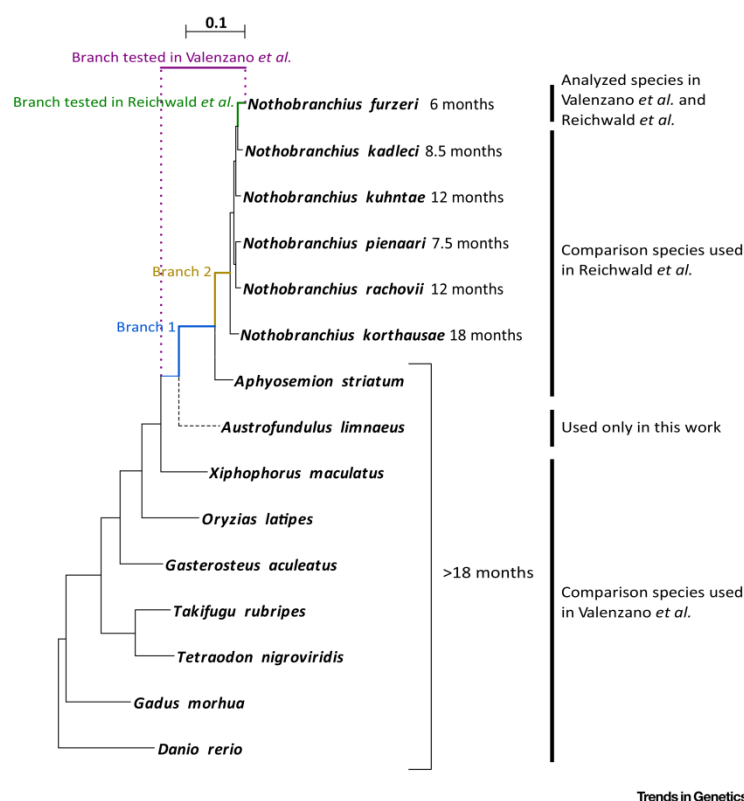 0.1
Branch tested in Valenzano et al.
Branch tested in Reichwald et al.
Nothobranchius furzeri 6 months
Analyzed species in
Valenzano et al. and
Reichwald et al.
Nothobranchius kadleci 8.5 months
Nothobranchius kuhntae 12 months
Nothobranchius pienaari 7.5 months
Comparison species used
in Reichwald et al.
Branch 2
Nothobranchius rachovii 12 months
Branch 1
Nothobranchius korthausae 18 months
Aphyosemion striatum
Austrofundulus limnaeus
Used only in this work
Xiphophorus maculatus
Oryzias latipes
Gasterosteus aculeatus
>18 months
Comparison species used
in Valenzano et al.
Takifugu rubripes
Tetraodon nigroviridis
Gadus morhua
Danio rerio
Trends in Genetics